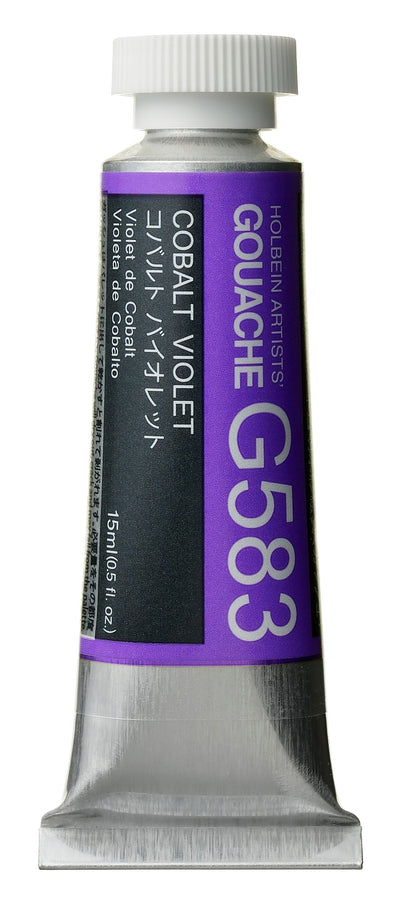 HOLBEIN ARTISTS'
GOUACHE G583
COBALT VIOLET
コバルト バイオレット
Violet de Cobalt
Violeta de Cobalto
15ml(0.5 fl. oz.)